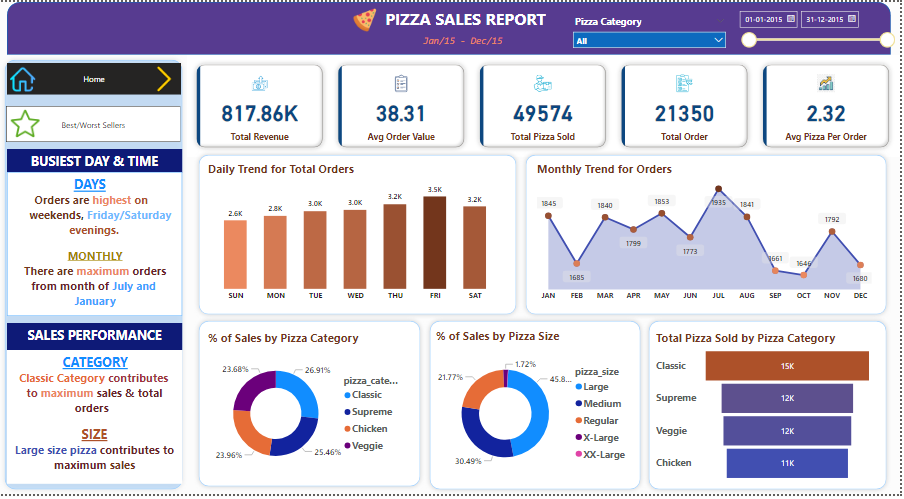 PIZZA SALES REPORT
Jan/15 - Dec/15
Pizza Category
All
01-01-2015
31-12-2015
Home
Best/Worst Sellers
BUSIEST DAY & TIME
DAYS
Orders are highest on
weekends, Friday/Saturday
evenings.
MONTHLY
There are maximum orders
from month of July and
January
SALES PERFORMANCE
CATEGORY
Classic Category contributes
to maximum sales & total
orders
SIZE
Large size pizza contributes to
maximum sales
817.86K
Total Revenue
38.31
Avg Order Value
49574
Total Pizza Sold
21350
Total Order
2.32
Avg Pizza Per Order
Daily Trend for Total Orders
2.6K
2.8K
3.0K
3.0K
3.2K
3.5K
3.2K
SUN MON TUE WED THU FRI SAT
Monthly Trend for Orders
1845
1685
1840
1799
1853
1773
1935
1841
1661
1646
1792
1680
JAN FEB MAR APR MAY JUN JUL AUG SEP OCT NOV DEC
% of Sales by Pizza Category
23.68%
26.91%
23.96%
25.46%
pizza_cate...
Classic
Supreme
Chicken
Veggie
% of Sales by Pizza Size
1.72%
21.77%
45.8...
30.49%
pizza_size
Large
Medium
Regular
X-Large
XX-Large
Total Pizza Sold by Pizza Category
Classic 15K
Supreme 12K
Veggie 12K
Chicken 11K